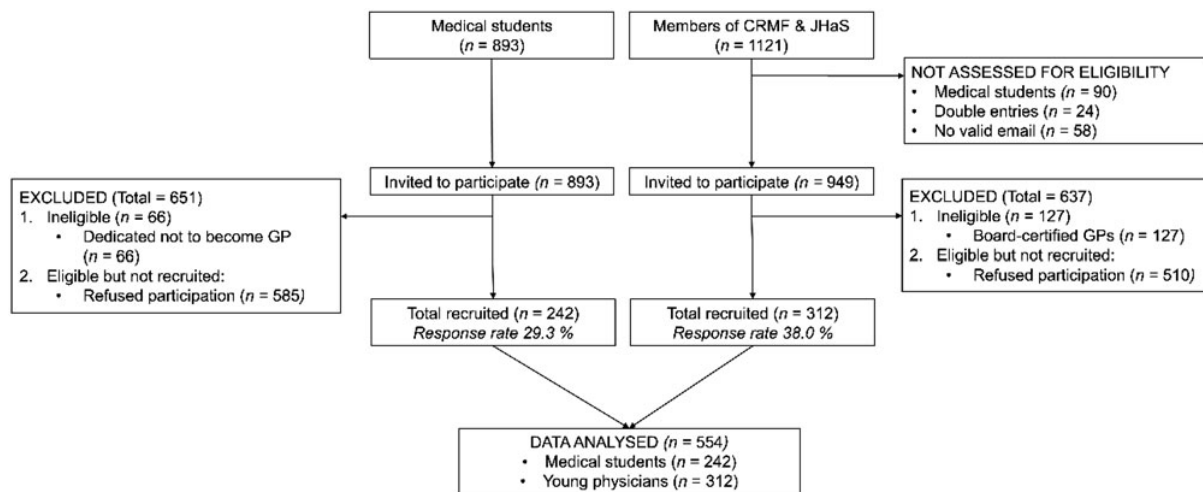 Medical students
(n = 893)
Members of CRMF & JHaS
(n = 1121)
NOT ASSESSED FOR ELIGIBILITY
• Medical students (n = 90)
• Double entries (n = 24)
• No valid email (n = 58)
Invited to participate (n = 893)
Invited to participate (n = 949)
EXCLUDED (Total = 651)
1. Ineligible (n = 66)
• Dedicated not to become GP
(n = 66)
2. Eligible but not recruited:
• Refused participation (n = 585)
EXCLUDED (Total = 637)
1. Ineligible (n = 127)
• Board-certified GPs (n = 127)
2. Eligible but not recruited:
• Refused participation (n = 510)
Total recruited (n = 242)
Response rate 29.3 %
Total recruited (n = 312)
Response rate 38.0 %
DATA ANALYSED (n = 554)
• Medical students (n = 242)
• Young physicians (n = 312)